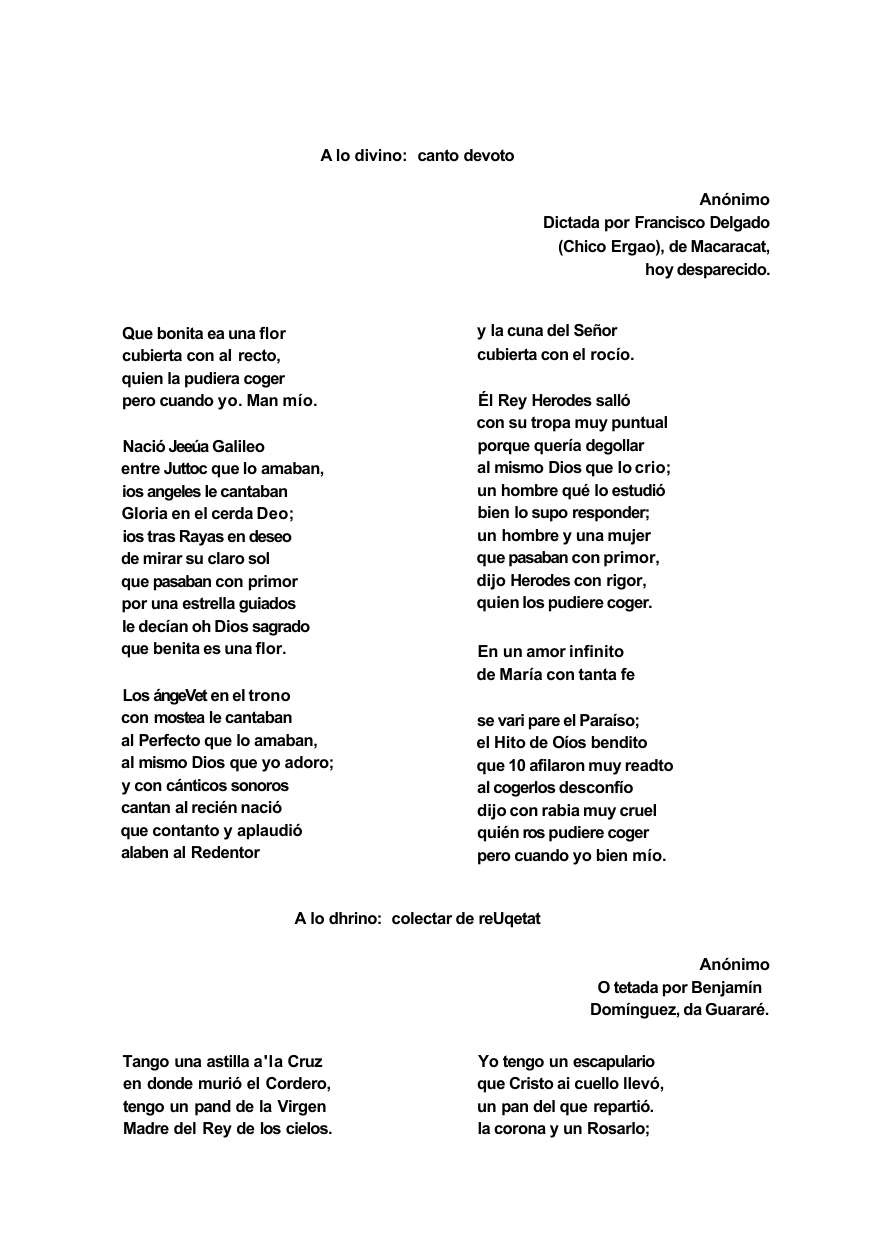 A lo divino: canto devoto
Anónimo
Dictada por Francisco Delgado
(Chico Ergao), de Macaracat,
hoy desparecido.
Que bonita ea una flor
cubierta con al recto,
quien la pudiera coger
pero cuando yo. Man mío.
Nació Jeeúa Galileo
entre Juttoc que lo amaban,
ios angeles le cantaban
Gloria en el cerda Deo;
ios tras Rayas en deseo
de mirar su claro sol
que pasaban con primor
por una estrella guiados
le decían oh Dios sagrado
que benita es una flor.
Los ángeVet en el trono
con mostea le cantaban
al Perfecto que lo amaban,
al mismo Dios que yo adoro;
y con cánticos sonoros
cantan al recién nació
que contanto y aplaudió
alaben al Redentor
y la cuna del Señor
cubierta con el rocío.
Él Rey Herodes salló
con su tropa muy puntual
porque quería degollar
al mismo Dios que lo crio;
un hombre qué lo estudió
bien lo supo responder;
un hombre y una mujer
que pasaban con primor,
dijo Herodes con rigor,
quien los pudiere coger.
En un amor infinito
de María con tanta fe
se vari pare el Paraíso;
el Hito de Oíos bendito
que 10 afilaron muy readto
al cogerlos desconfío
dijo con rabia muy cruel
quién ros pudiere coger
pero cuando yo bien mío.
A lo dhrino: colectar de reUqetat
Anónimo
O tetada por Benjamín
Domínguez, da Guararé.
Tango una astilla a'la Cruz
en donde murió el Cordero,
tengo un pand de la Virgen
Madre del Rey de los cielos.
Yo tengo un escapulario
que Cristo ai cuello llevó,
un pan del que repartió.
la corona y un Rosarlo;